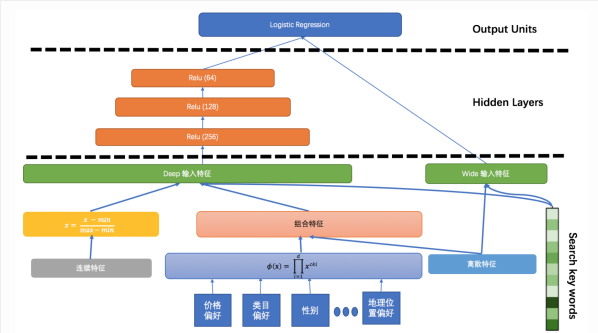 Logistic Regression
Output Units
Relu (64)
Relu (128)
Relu (256)
Hidden Layers
Deep 输入特征
Wide 输入特征
x = x − min / max − min
组合特征
连续特征
ϕ(x) = ∏ x^cki
d
i=1
离散特征
Search key words
价格
偏好
类目
偏好
性别
地理位
置偏好